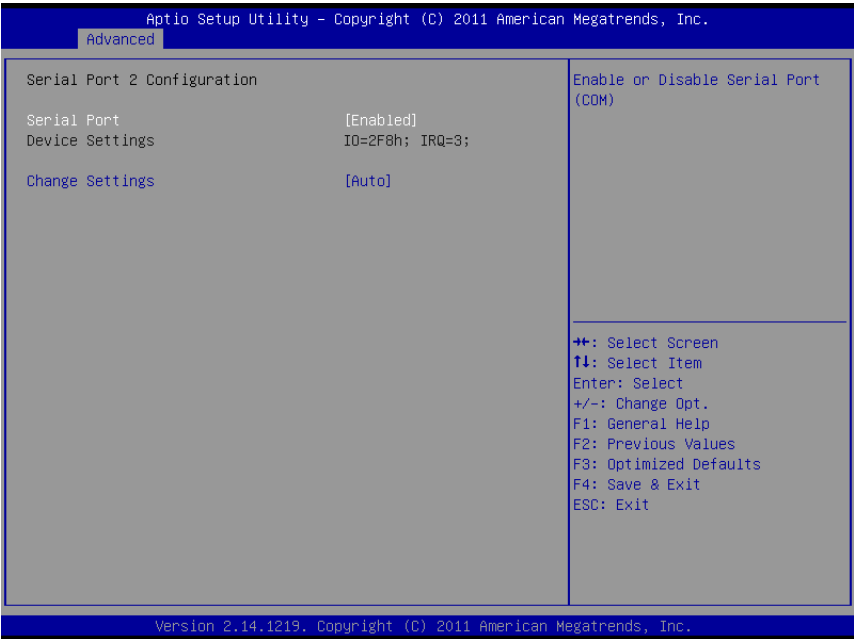 Aptio Setup Utility – Copyright (C) 2011 American Megatrends, Inc.
Advanced
Serial Port 2 Configuration
Serial Port [Enabled]
Device Settings IO=2F8h; IRQ=3;
Change Settings [Auto]
Enable or Disable Serial Port
(COM)
→←: Select Screen
↑↓: Select Item
Enter: Select
+/-: Change Opt.
F1: General Help
F2: Previous Values
F3: Optimized Defaults
F4: Save & Exit
ESC: Exit
Version 2.14.1219. Copyright (C) 2011 American Megatrends, Inc.